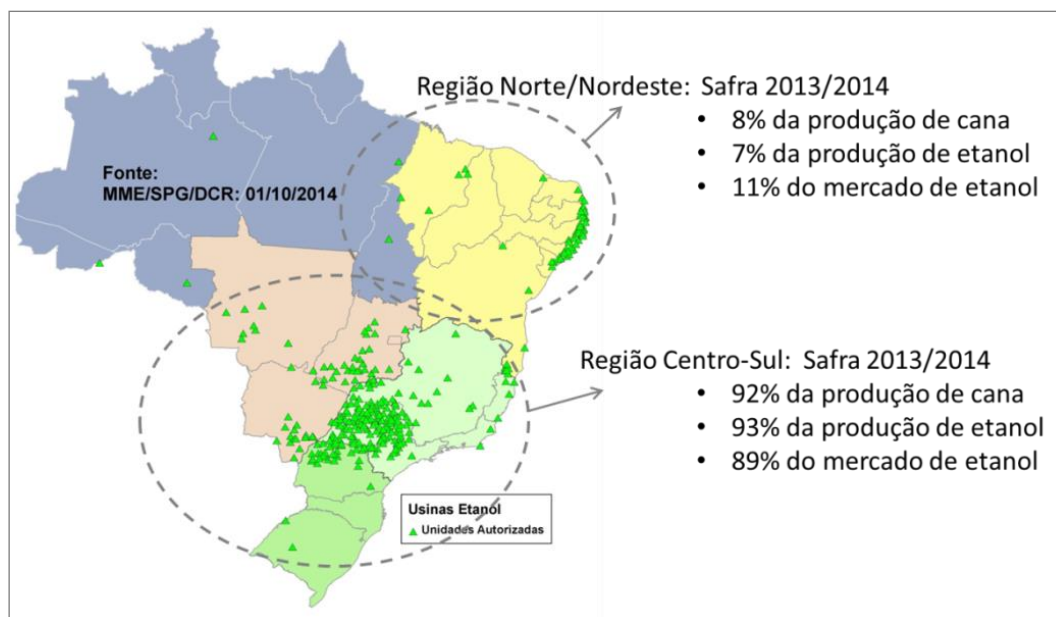 Região Norte/Nordeste: Safra 2013/2014
• 8% da produção de cana
• 7% da produção de etanol
• 11% do mercado de etanol
Fonte:
MME/SPG/DCR: 01/10/2014
Região Centro-Sul: Safra 2013/2014
• 92% da produção de cana
• 93% da produção de etanol
• 89% do mercado de etanol
Usinas Etanol
Unidades Autorizadas